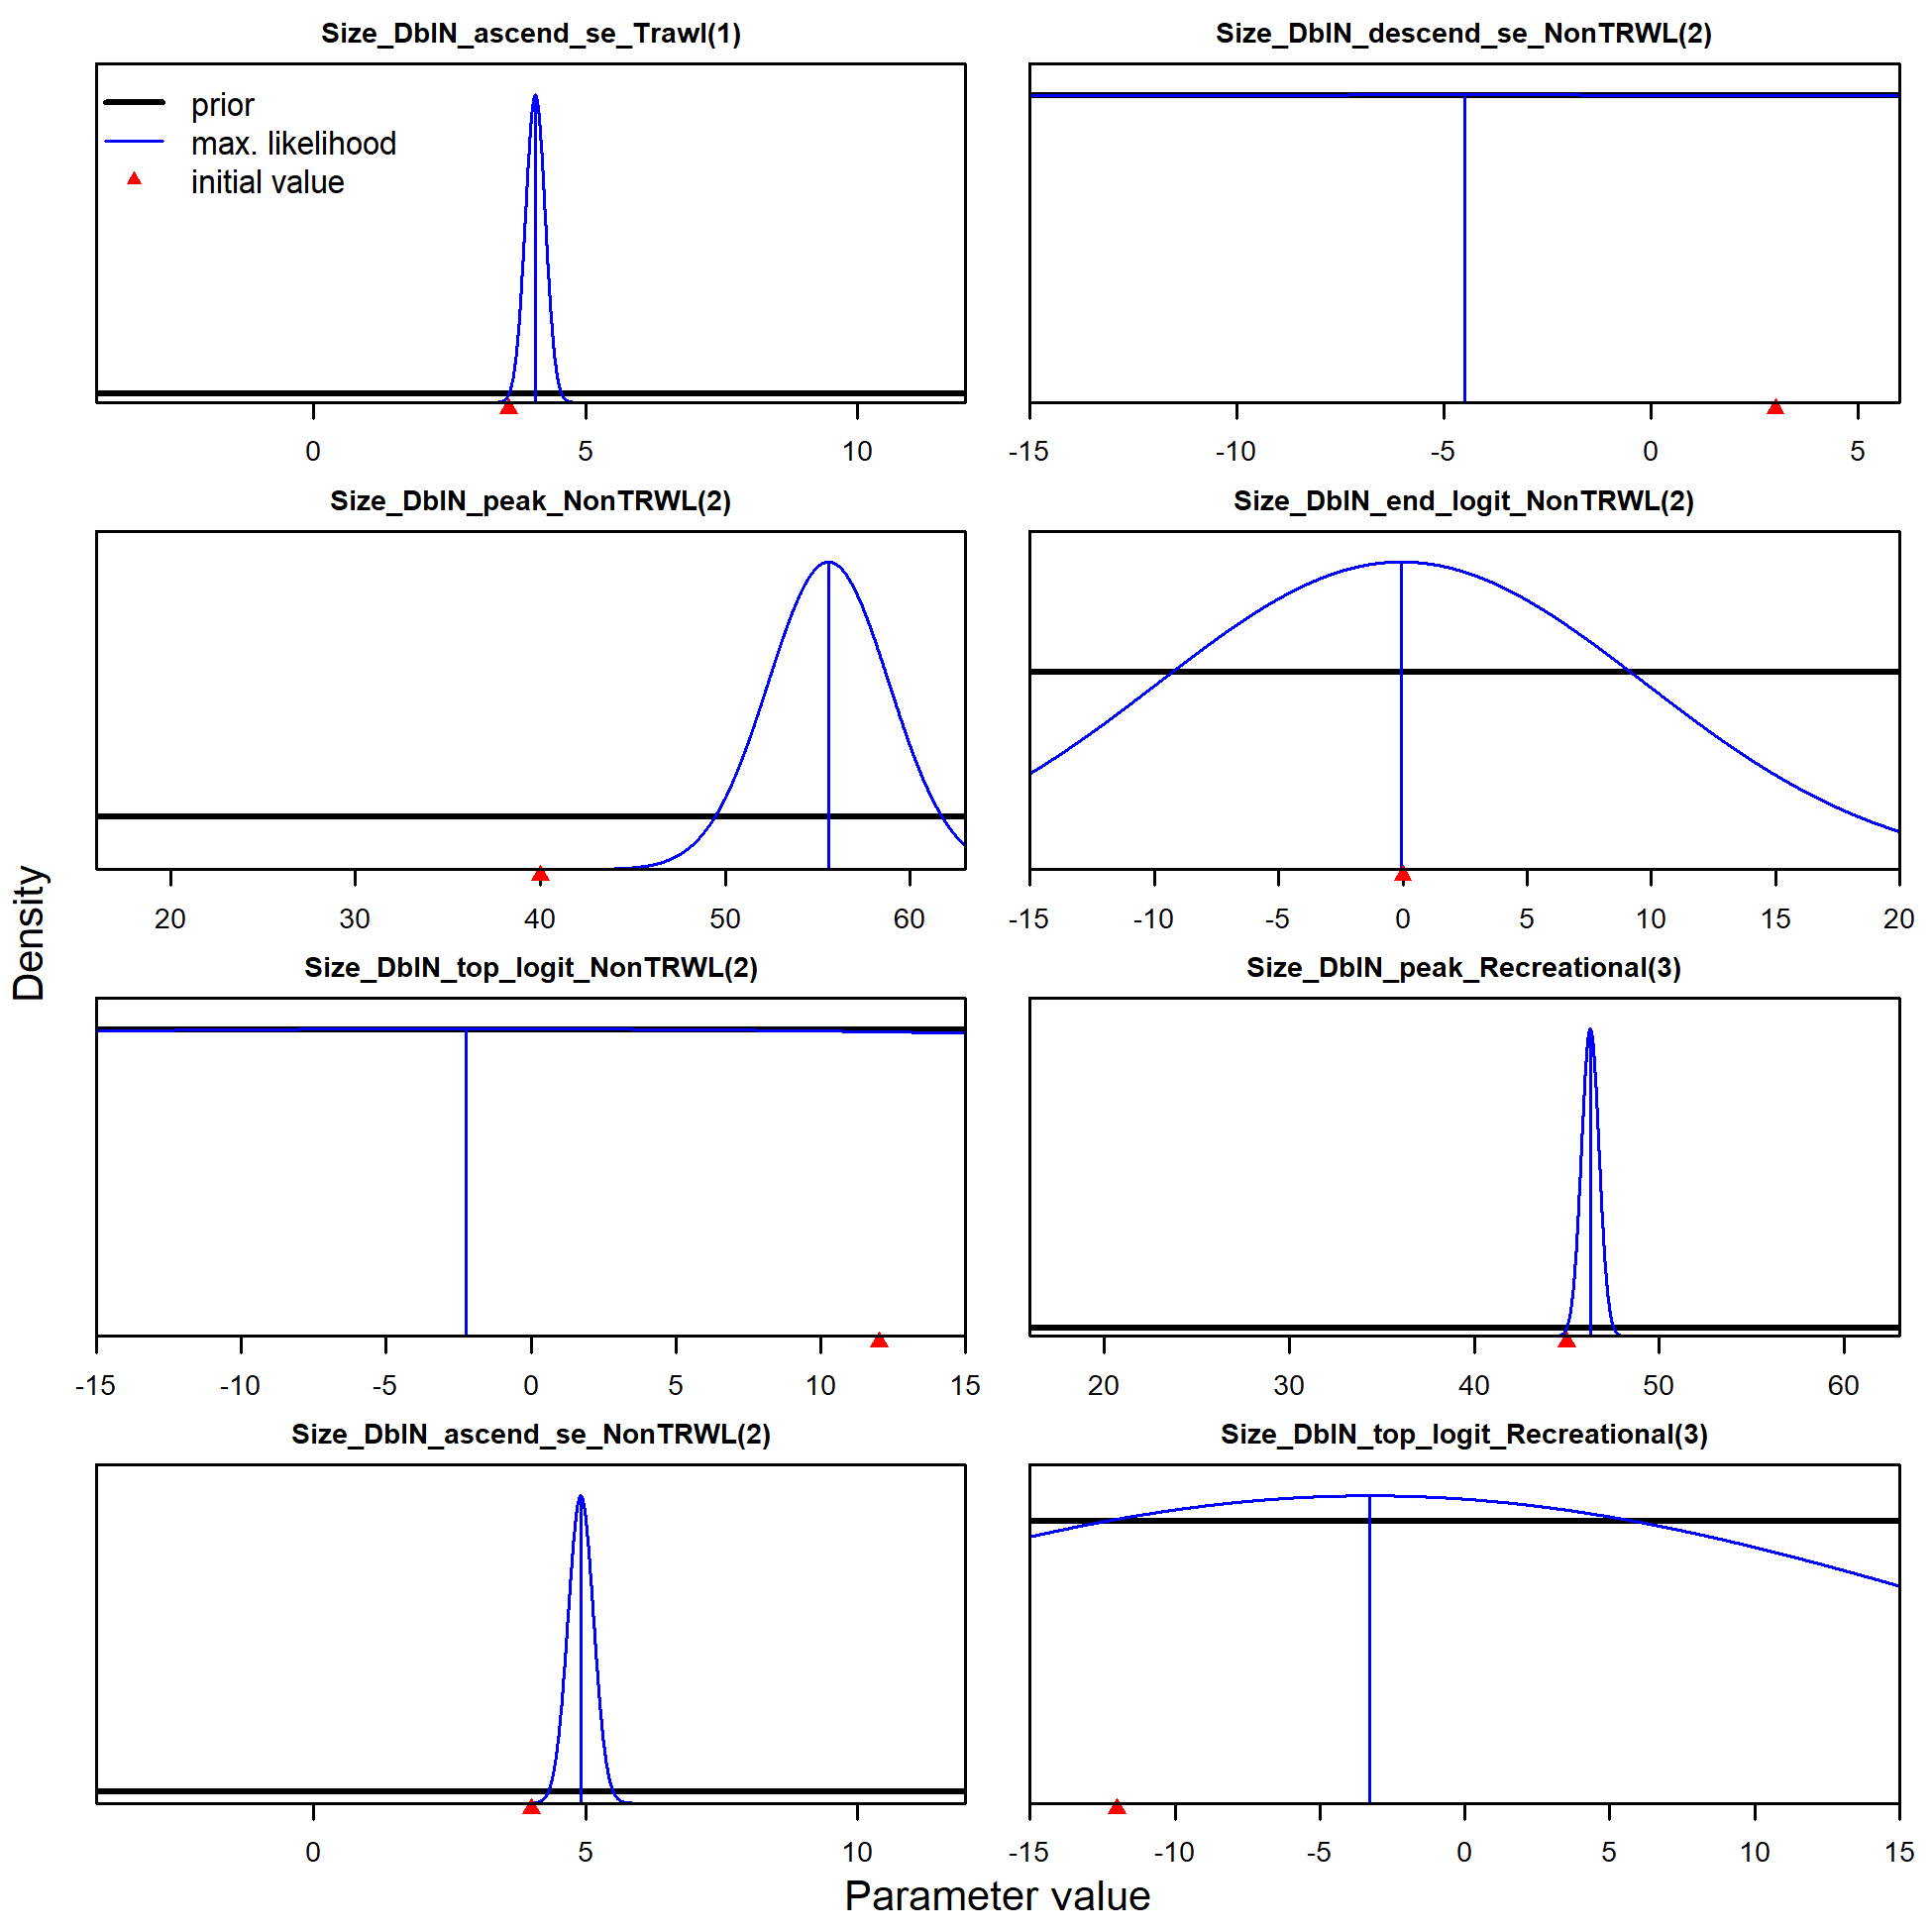 Size_DblN_ascend_se_Trawl(1)
prior
max. likelihood
initial value
0 5 10
Size_DblN_descend_se_NonTRWL(2)
-15 -10 -5 0 5
Size_DblN_peak_NonTRWL(2)
20 30 40 50 60
Size_DblN_end_logit_NonTRWL(2)
-15 -10 -5 0 5 10 15 20
Density
Size_DblN_top_logit_NonTRWL(2)
-15 -10 -5 0 5 10 15
Size_DblN_peak_Recreational(3)
20 30 40 50 60
Size_DblN_ascend_se_NonTRWL(2)
0 5 10
Size_DblN_top_logit_Recreational(3)
-15 -10 -5 0 5 10 15
Parameter value